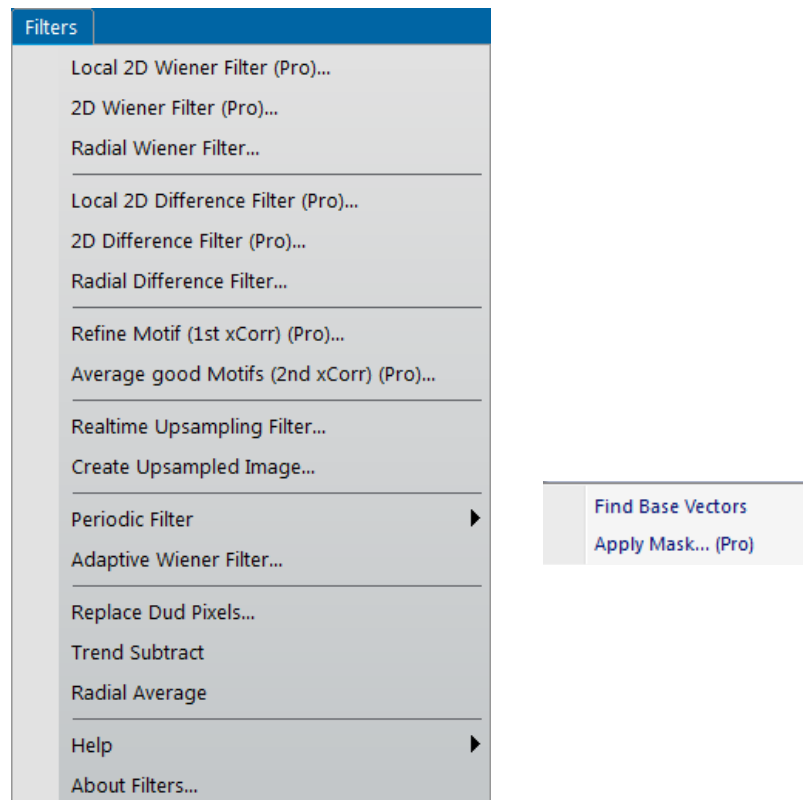 Filters
Local 2D Wiener Filter (Pro)...
2D Wiener Filter (Pro)...
Radial Wiener Filter...
Local 2D Difference Filter (Pro)...
2D Difference Filter (Pro)...
Radial Difference Filter...
Refine Motif (1st xCorr) (Pro)...
Average good Motifs (2nd xCorr) (Pro)...
Realtime Upsampling Filter...
Create Upsampled Image...
Periodic Filter
Adaptive Wiener Filter...
Replace Dud Pixels...
Trend Subtract
Radial Average
Help
About Filters...
Find Base Vectors
Apply Mask... (Pro)